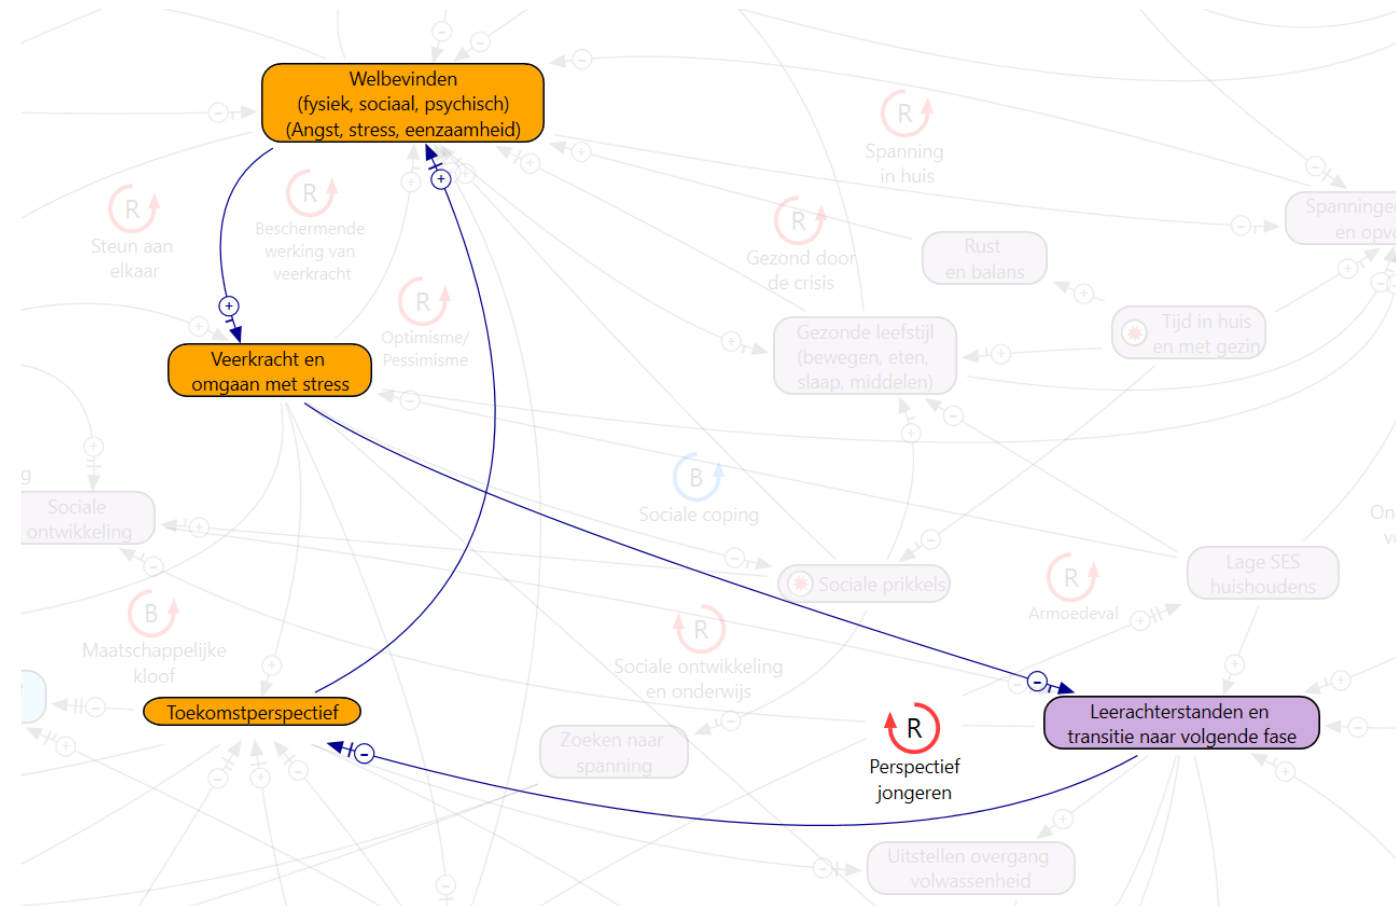 Welbevinden
(fysiek, sociaal, psychisch)
(Angst, stress, eenzaamheid)
R
Spanning
in huis
R
Steun aan
elkaar
R
Beschermende
werking van
veerkracht
R
Gezond door
de crisis
Rust
en balans
Spanninge
en opvo
R
Optimisme/
Pessimisme
Gezonde leefstijl
(bewegen, eten,
slaap, middelen)
Tijd in huis
en met gezin
Veerkracht en
omgaan met stress
g
Sociale
ontwikkeling
B
Sociale coping
On
vo
Sociale prikkels
R
Armoedeval
Lage SES
huishoudens
B
Maatschappelijke
kloof
R
Sociale ontwikkeling
en onderwijs
Toekomstperspectief
Zoeken naar
spanning
R
Perspectief
jongeren
Leerachterstanden en
transitie naar volgende fase
Uitstellen overgang
volwassenheid